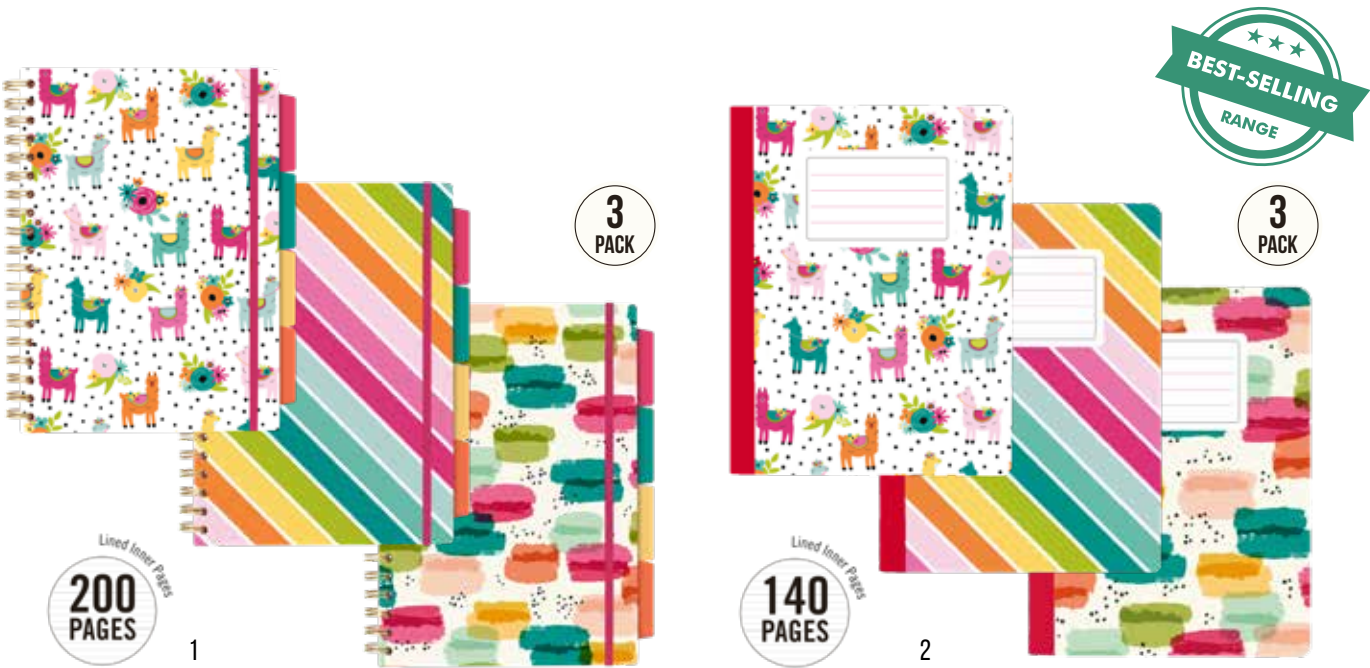 BEST-SELLING
RANGE
3
PACK
3
PACK
Lined Inner Pages
200
PAGES
1
Lined Inner Pages
140
PAGES
2